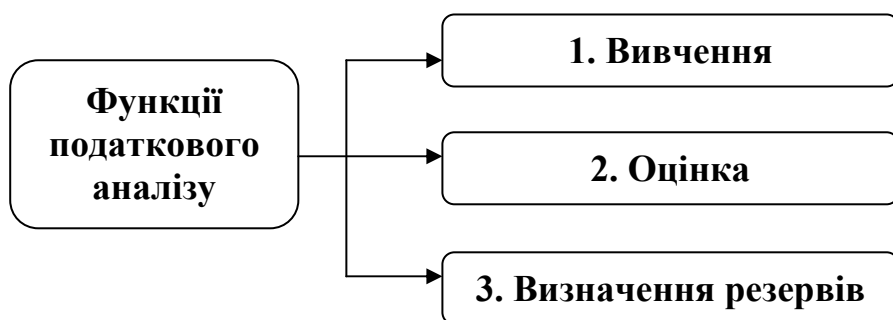 Функції
податкового
аналізу
1. Вивчення
2. Оцінка
3. Визначення резервів